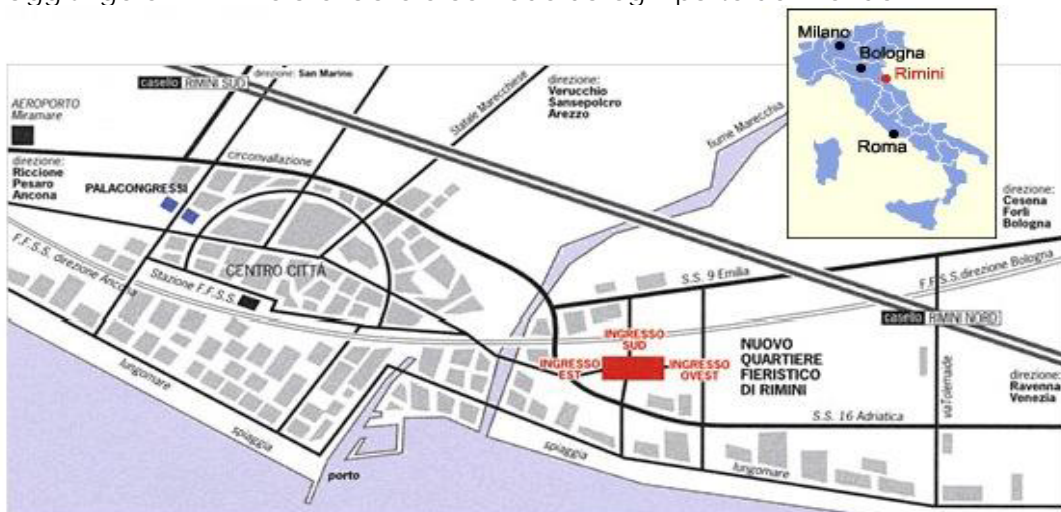 Milano
Bologna
Rimini
Roma
casello RIMINI SUD
direzione: San Marino
AEROPORTO
Miramare
direzione:
Riccione
Pesaro
Ancona
PALACONGRESSI
circonvallazione
Statale Marecchiese
direzione:
Verucchio
Sansepolcro
Arezzo
fiume Marecchia
direzione:
Cesena
Forlì
Bologna
F.F.S.S. direzione Ancona
Stazione F.F.S.S.
CENTRO CITTÀ
S.S. 9 Emilia
F.F.S.S. direzione Bologna
casello RIMINI NORD
INGRESSO
SUD
INGRESSO
EST
INGRESSO
OVEST
NUOVO
QUARTIERE
FIERISTICO
DI RIMINI
direzione:
Ravenna
Venezia
via Tolemaide
S.S. 16 Adriatica
lungomare
spiaggia
porto
spiaggia
lungomare